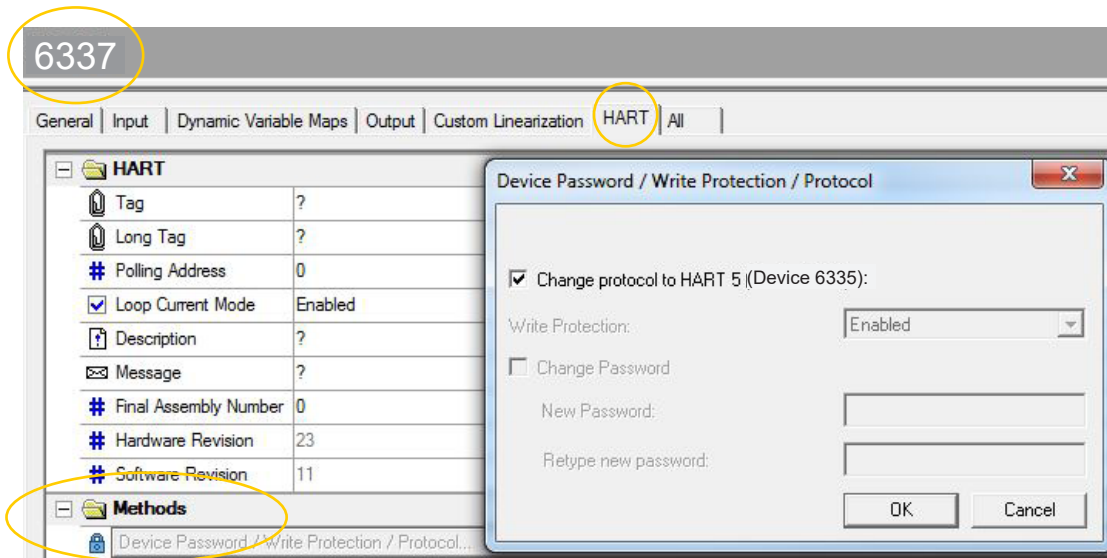 6337
General Input Dynamic Variable Maps Output Custom Linearization HART All
HART
Tag ?
Long Tag ?
Polling Address 0
Loop Current Mode Enabled
Description ?
Message ?
Final Assembly Number 0
Hardware Revision 23
Software Revision 11
Methods
Device Password / Write Protection / Protocol...
Device Password / Write Protection / Protocol
Change protocol to HART 5 (Device 6335):
Write Protection: Enabled
Change Password
New Password:
Retype new password:
OK Cancel